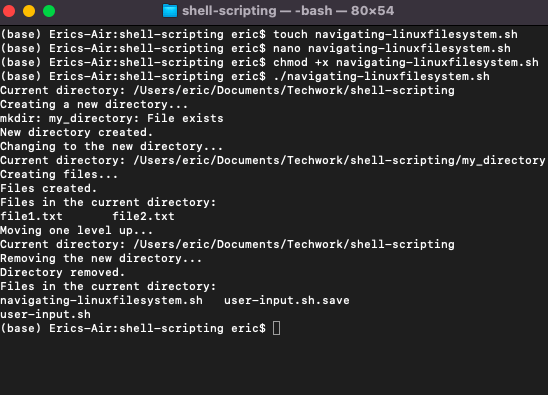 shell-scripting — -bash — 80×54
(base) Erics-Air:shell-scripting eric$ touch navigating-linuxfilesystem.sh
(base) Erics-Air:shell-scripting eric$ nano navigating-linuxfilesystem.sh
(base) Erics-Air:shell-scripting eric$ chmod +x navigating-linuxfilesystem.sh
(base) Erics-Air:shell-scripting eric$ ./navigating-linuxfilesystem.sh
Current directory: /Users/eric/Documents/Techwork/shell-scripting
Creating a new directory...
mkdir: my_directory: File exists
New directory created.
Changing to the new directory...
Current directory: /Users/eric/Documents/Techwork/shell-scripting/my_directory
Creating files...
Files created.
Files in the current directory:
file1.txt       file2.txt
Moving one level up...
Current directory: /Users/eric/Documents/Techwork/shell-scripting
Removing the new directory...
Directory removed.
Files in the current directory:
navigating-linuxfilesystem.sh   user-input.sh.save
user-input.sh
(base) Erics-Air:shell-scripting eric$